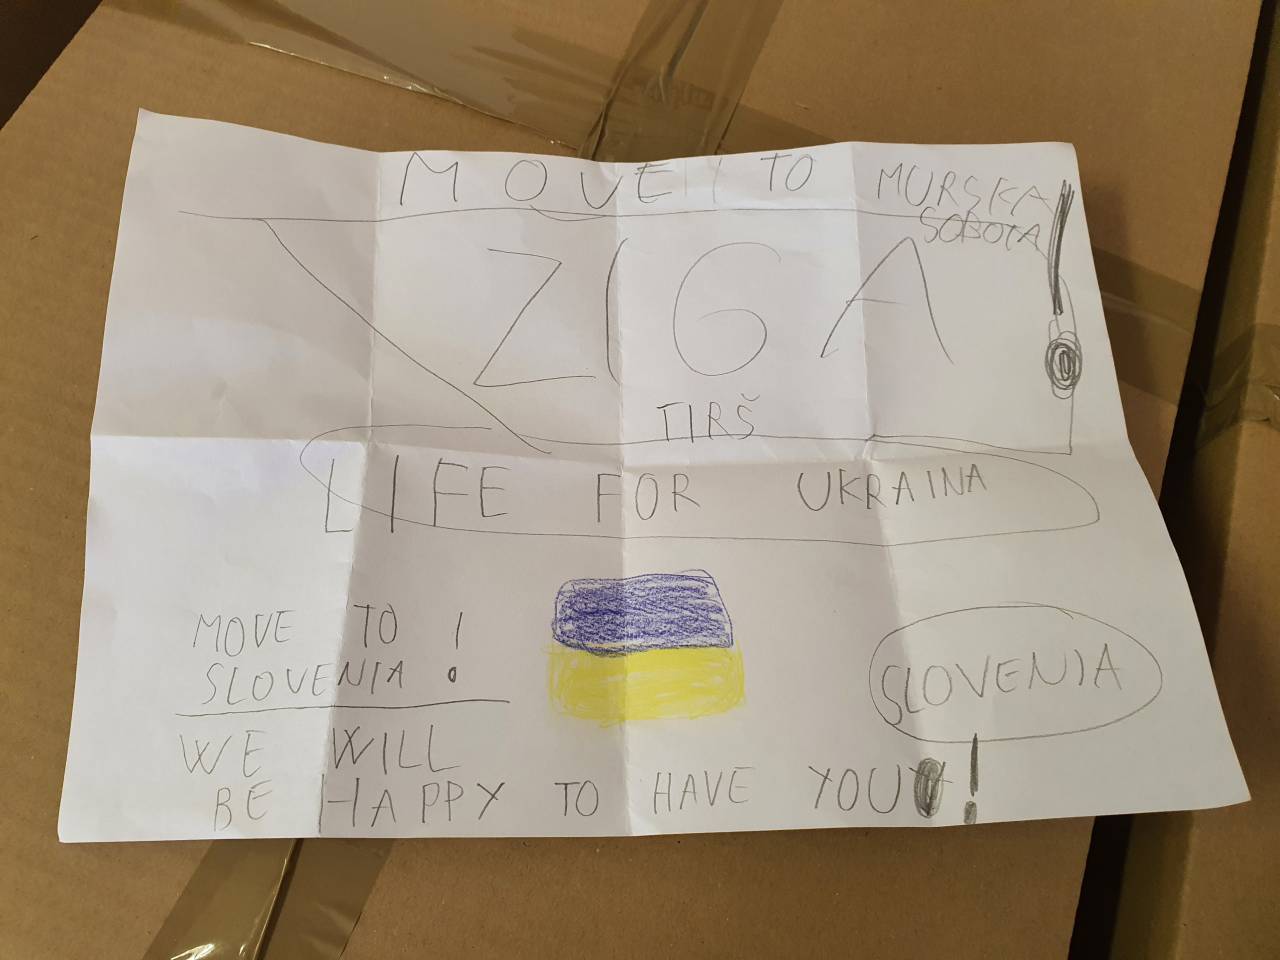 MOVE TO MURSKA
SOBOTA!
ZIGA
TIRŠ
LIFE FOR UKRAINA
MOVE TO
SLOVENIA!
SLOVENIA
WE WILL
BE HAPPY TO HAVE YOU!